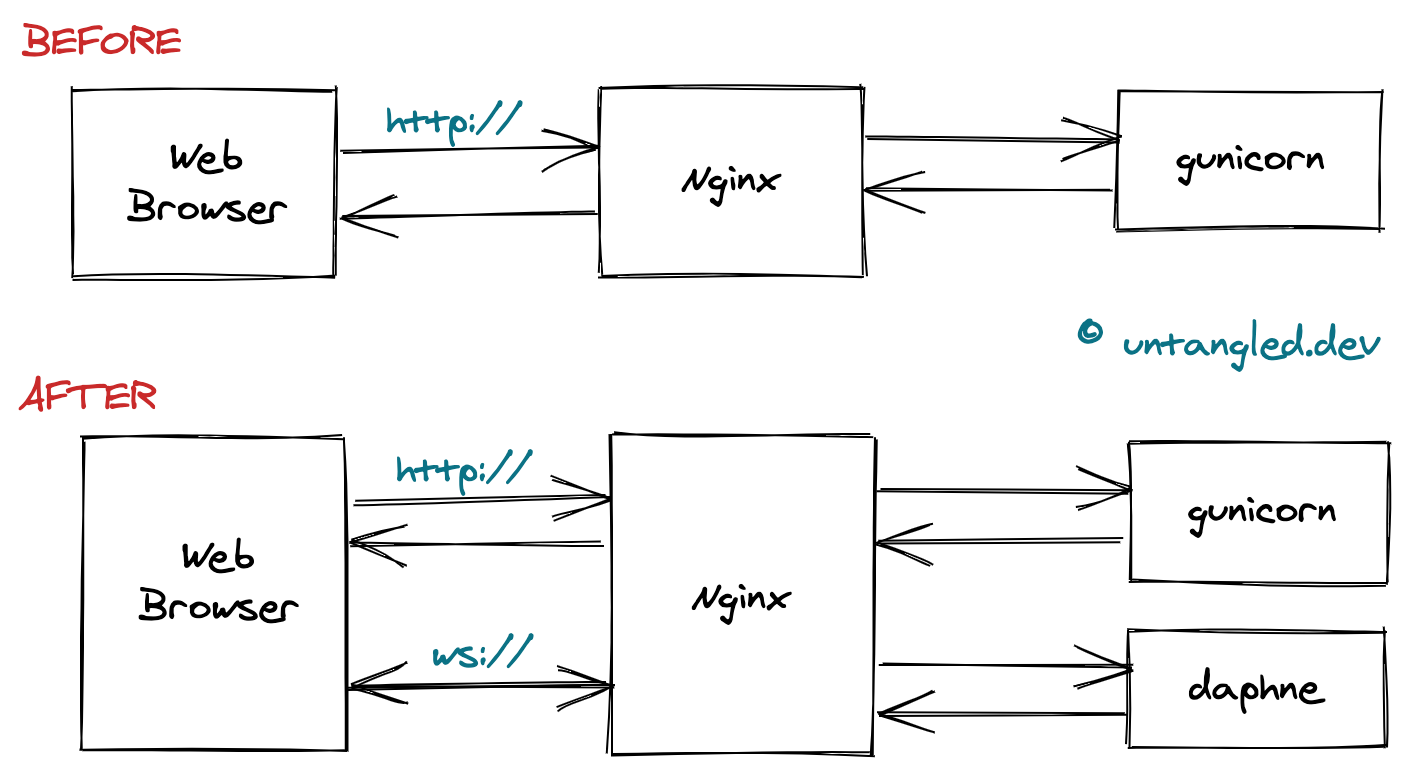 BEFORE
http://
Web
Browser
Nginx
gunicorn
© untangled.dev
AFTER
http://
gunicorn
Web
Browser
Nginx
ws://
daphne